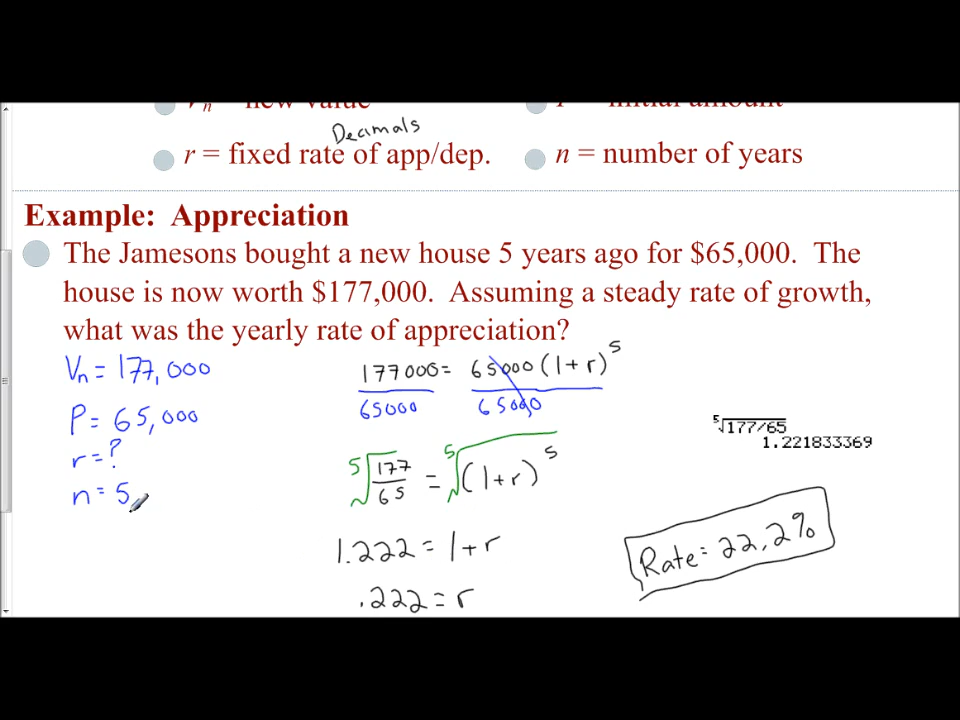 r = fixed rate of app/dep.
Decimals
n = number of years
Example: Appreciation
The Jamesons bought a new house 5 years ago for $65,000. The
house is now worth $177,000. Assuming a steady rate of growth,
what was the yearly rate of appreciation?
Vn = 177,000
P = 65,000
r = ?
n = 5
177000 = 65000 (1 + r)^5
65000 65000
5√177/65 = 5√(1 + r)^5
1.222 = 1 + r
.222 = r
5√177/65
1.221833369
Rate = 22.2%